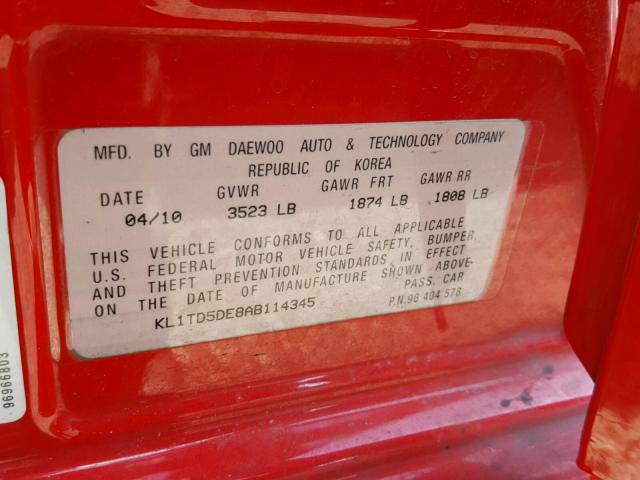 MFD. BY GM DAEWOO AUTO & TECHNOLOGY COMPANY
REPUBLIC OF KOREA
DATE GVWR GAWR FRT GAWR RR
04/10 3523 LB 1874 LB 1808 LB
THIS VEHICLE CONFORMS TO ALL APPLICABLE
U.S. FEDERAL MOTOR VEHICLE SAFETY, BUMPER,
AND THEFT PREVENTION STANDARDS IN EFFECT
ON THE DATE OF MANUFACTURE SHOWN ABOVE.
PASS. CAR
KL1TD5DE8AB114345
P.N.96 404 578
96966803